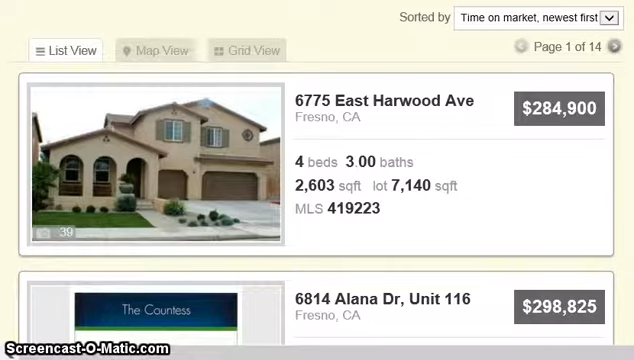 Sorted by Time on market, newest first
List View Map View Grid View Page 1 of 14
6775 East Harwood Ave
Fresno, CA
$284,900
4 beds 3.00 baths
2,603 sqft lot 7,140 sqft
MLS 419223
39
6814 Alana Dr, Unit 116
Fresno, CA
$298,825
The Countess
Screencast-O-Matic.com